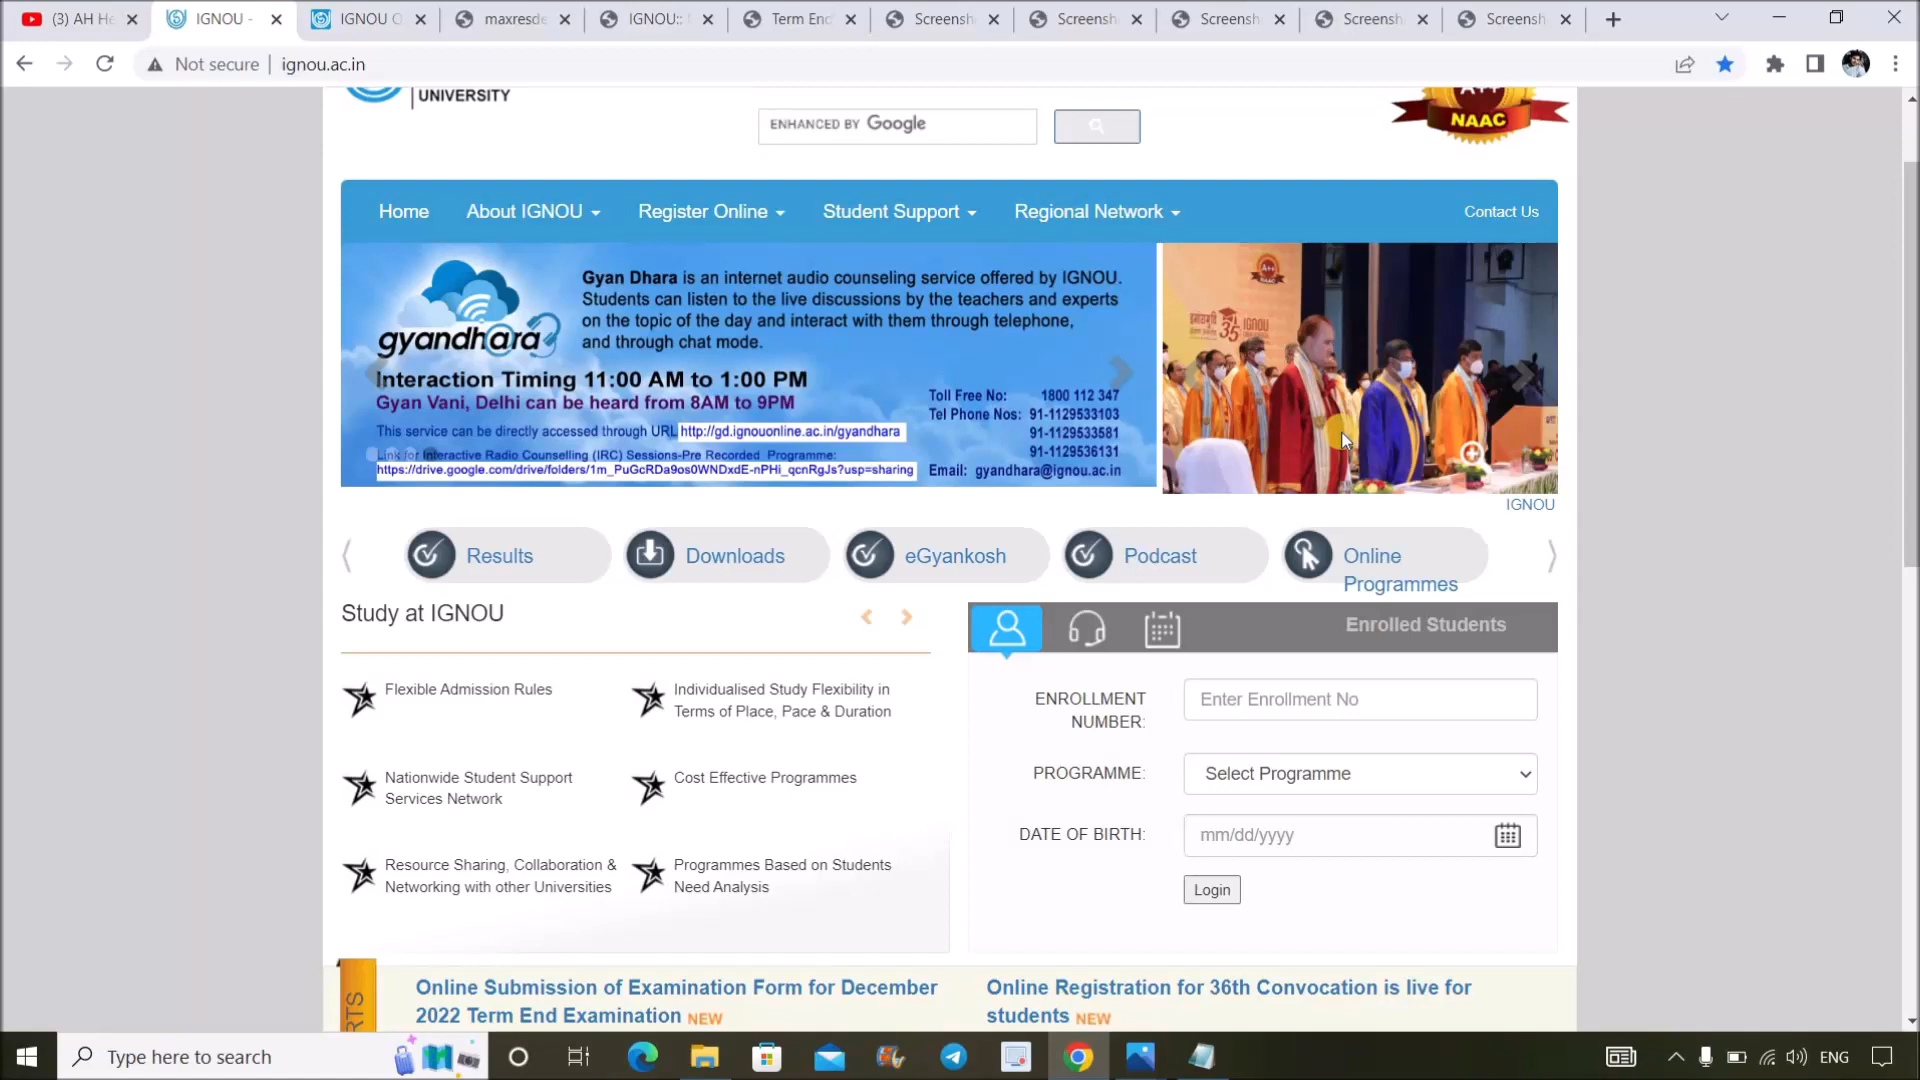 (3) AH He
IGNOU -
IGNOU O
maxresde
IGNOU::
Term End
Screensh
Screensh
Screensh
Screensh
Screensh
Not secure
ignou.ac.in
UNIVERSITY
ENHANCED BY Google
A++
NAAC
Home
About IGNOU
Register Online
Student Support
Regional Network
Contact Us
gyandhara
Gyan Dhara is an internet audio counseling service offered by IGNOU.
Students can listen to the live discussions by the teachers and experts
on the topic of the day and interact with them through telephone,
and through chat mode.
Interaction Timing 11:00 AM to 1:00 PM
Gyan Vani, Delhi can be heard from 8AM to 9PM
This service can be directly accessed through URL http://gd.ignouonline.ac.in/gyandhara
Link for Interactive Radio Counselling (IRC) Sessions-Pre Recorded Programme:
https://drive.google.com/drive/folders/1m_PuGcRDa9os0WNDxdE-nPHi_qcnRgJs?usp=sharing
Toll Free No: 1800 112 347
Tel Phone Nos: 91-1129533103
91-1129533581
91-1129536131
Email: gyandhara@ignou.ac.in
A++
35
IGNOU
IGNOU
Results
Downloads
eGyankosh
Podcast
Online
Programmes
Study at IGNOU
Flexible Admission Rules
Individualised Study Flexibility in
Terms of Place, Pace & Duration
Nationwide Student Support
Services Network
Cost Effective Programmes
Resource Sharing, Collaboration &
Networking with other Universities
Programmes Based on Students
Need Analysis
Enrolled Students
ENROLLMENT
NUMBER:
Enter Enrollment No
PROGRAMME:
Select Programme
DATE OF BIRTH:
mm/dd/yyyy
Login
RTS
Online Submission of Examination Form for December
2022 Term End Examination NEW
Online Registration for 36th Convocation is live for
students NEW
Type here to search
ENG